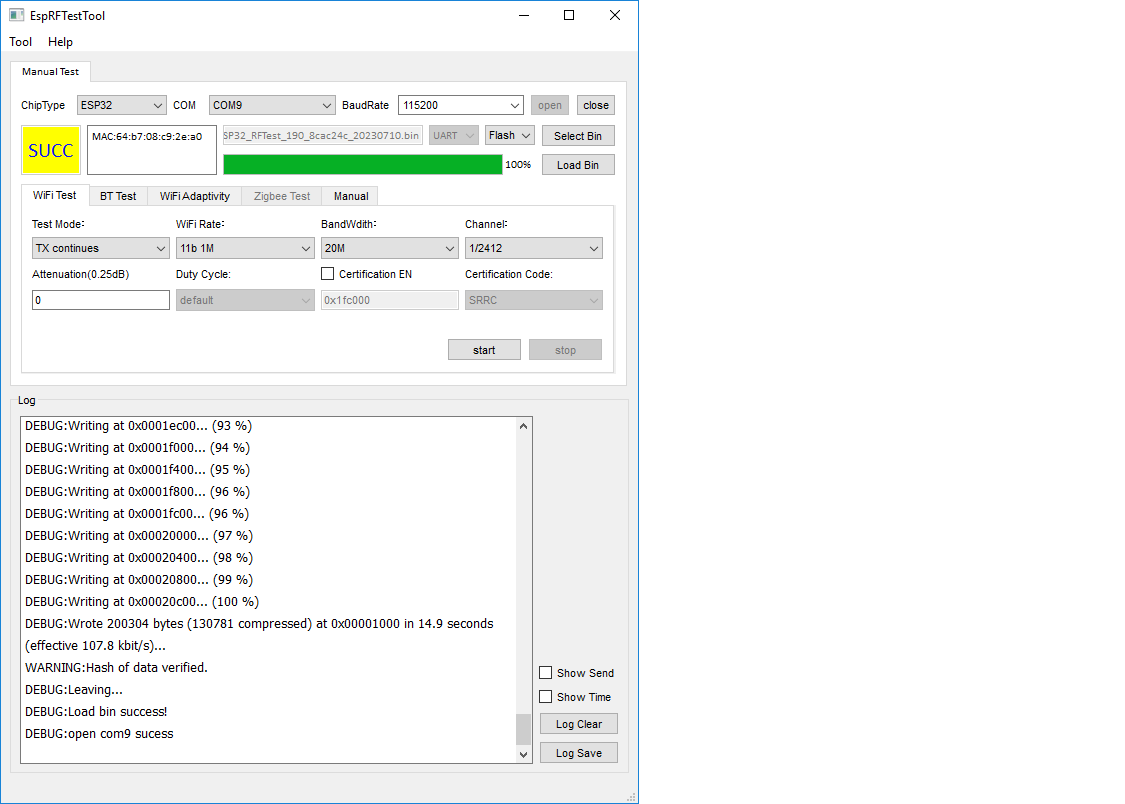 EspRFTestTool
Tool Help
Manual Test
ChipType ESP32 COM COM9 BaudRate 115200 open close
SUCC MAC:64:b7:08:c9:2e:a0 SP32_RFTest_190_8cac24c_20230710.bin UART Flash Select Bin
100% Load Bin
WiFi Test BT Test WiFi Adaptivity Zigbee Test Manual
Test Mode: WiFi Rate: BandWdith: Channel:
TX continues 11b 1M 20M 1/2412
Attenuation(0.25dB) Duty Cycle: Certification EN Certification Code:
0 default 0x1fc000 SRRC
start stop
Log
DEBUG:Writing at 0x0001ec00... (93 %)
DEBUG:Writing at 0x0001f000... (94 %)
DEBUG:Writing at 0x0001f400... (95 %)
DEBUG:Writing at 0x0001f800... (96 %)
DEBUG:Writing at 0x0001fc00... (96 %)
DEBUG:Writing at 0x00020000... (97 %)
DEBUG:Writing at 0x00020400... (98 %)
DEBUG:Writing at 0x00020800... (99 %)
DEBUG:Writing at 0x00020c00... (100 %)
DEBUG:Wrote 200304 bytes (130781 compressed) at 0x00001000 in 14.9 seconds
(effective 107.8 kbit/s)...
WARNING:Hash of data verified.
DEBUG:Leaving...
DEBUG:Load bin success!
DEBUG:open com9 sucess
Show Send
Show Time
Log Clear
Log Save